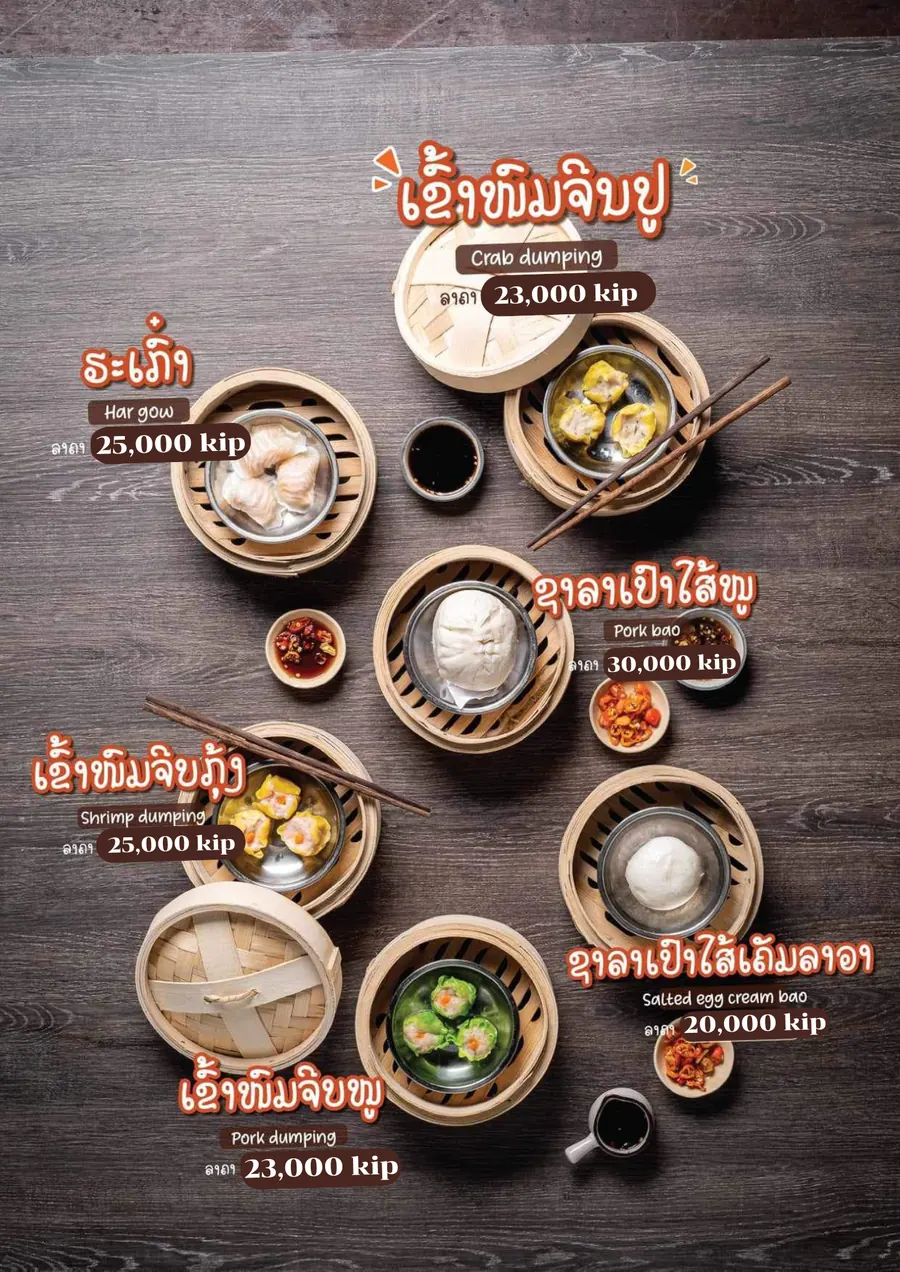 ເຂົ້າໜົມຈີບປູ
Crab dumping
ລາຄາ 23,000 kip
ຮະເກົ໋າ
Har gow
ລາຄາ 25,000 kip
ຊາລາເປົາໄສ້ໝູ
Pork bao
ລາຄາ 30,000 kip
ເຂົ້າໜົມຈີບກຸ້ງ
Shrimp dumping
ລາຄາ 25,000 kip
ຊາລາເປົາໄສ້ເຄັມລາວາ
Salted egg cream bao
ລາຄາ 20,000 kip
ເຂົ້າໜົມຈີບໝູ
Pork dumping
ລາຄາ 23,000 kip